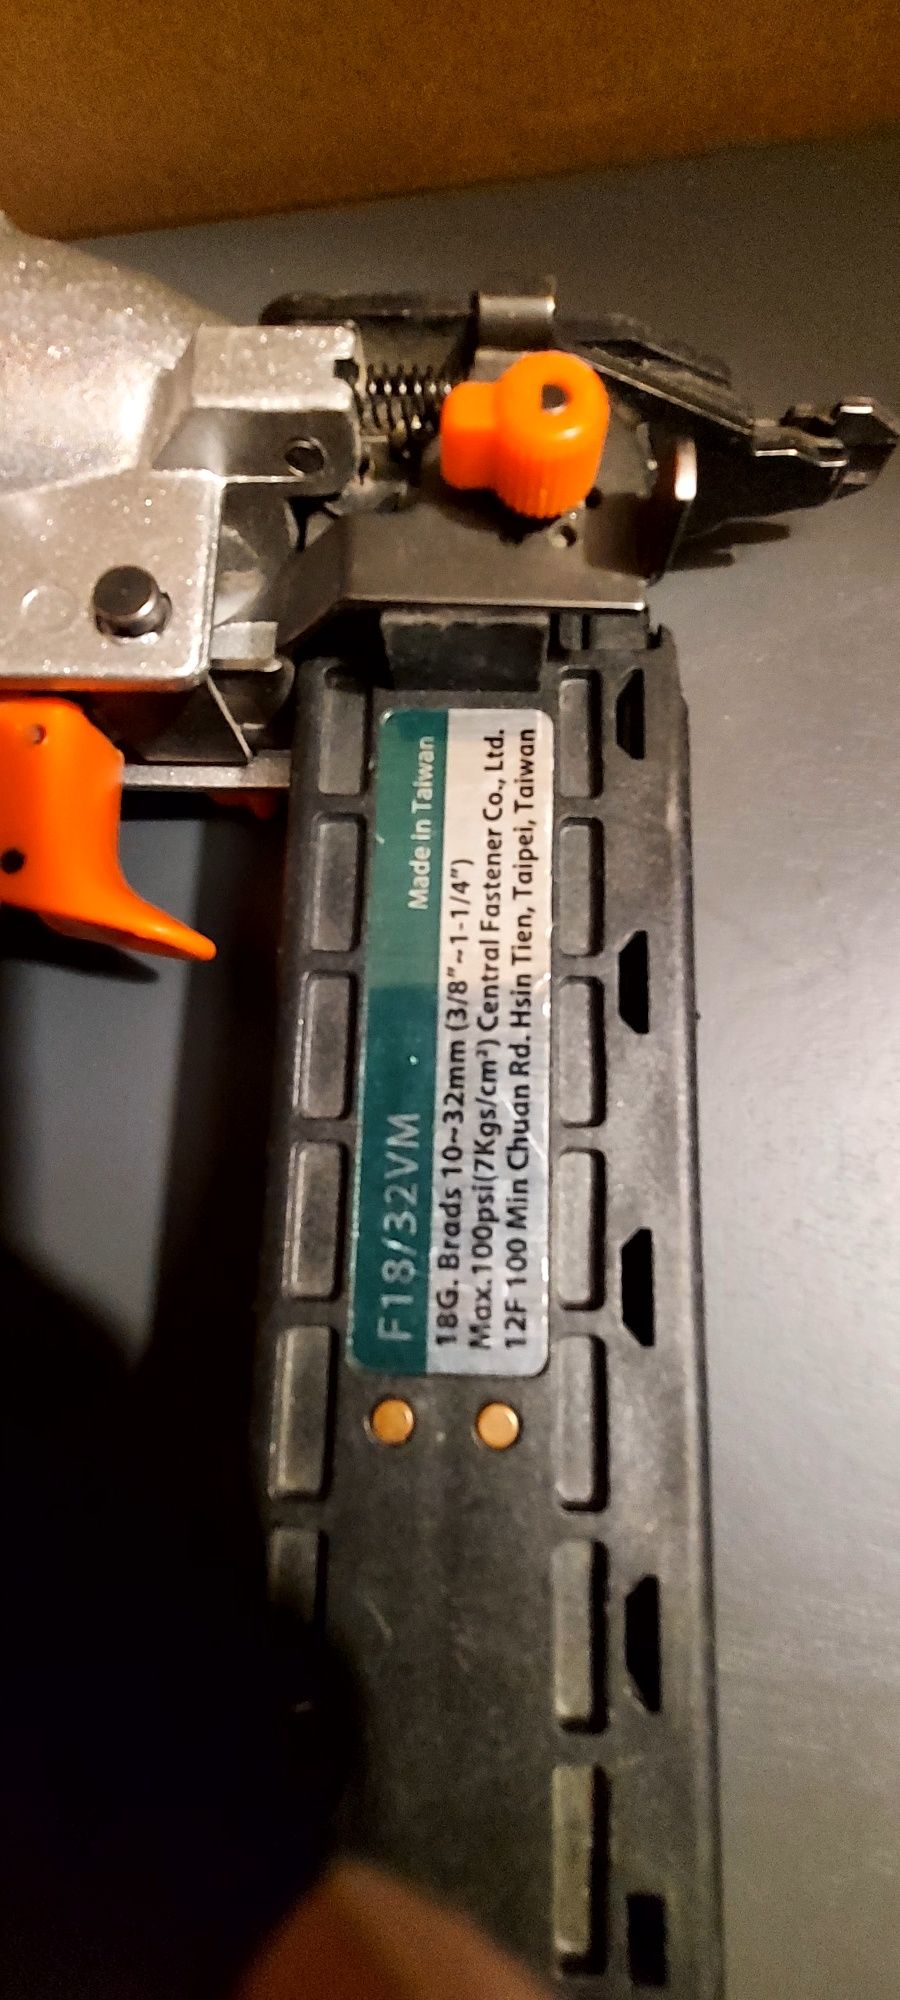 F18/32VM Made in Taiwan
18G. Brads 10~32mm (3/8"~1-1/4")
Max.100psi(7Kgs/cm²) Central Fastener Co., Ltd.
12F 100 Min Chuan Rd. Hsin Tien, Taipei, Taiwan